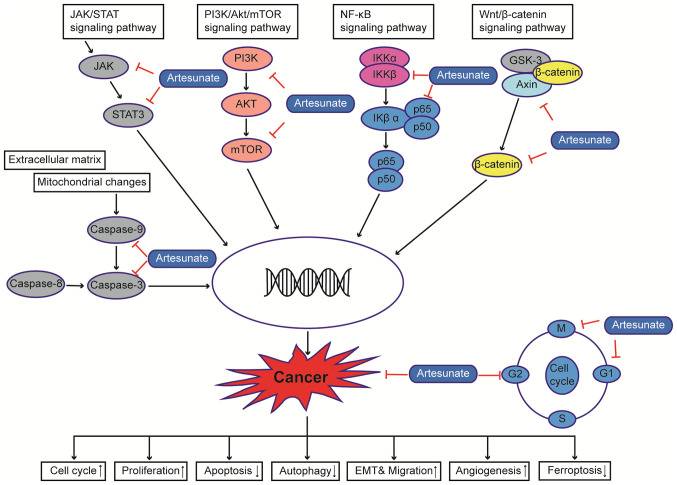 JAK/STAT
signaling pathway
PI3K/Akt/mTOR
signaling pathway
NF-κB
signaling pathway
Wnt/β-catenin
signaling pathway
JAK
Artesunate
STAT3
PI3K
AKT
Artesunate
mTOR
IKKα
IKKβ
Artesunate
IKβ α
p65
p50
p65
p50
GSK-3
β-catenin
Axin
Artesunate
β-catenin
Extracellular matrix
Mitochondrial changes
Caspase-9
Artesunate
Caspase-8
Caspase-3
Cancer
Artesunate
M
Artesunate
G2
Cell
cycle
G1
S
Cell cycle↑
Proliferation↑
Apoptosis↓
Autophagy↓
EMT& Migration↑
Angiogenesis↑
Ferroptosis↓